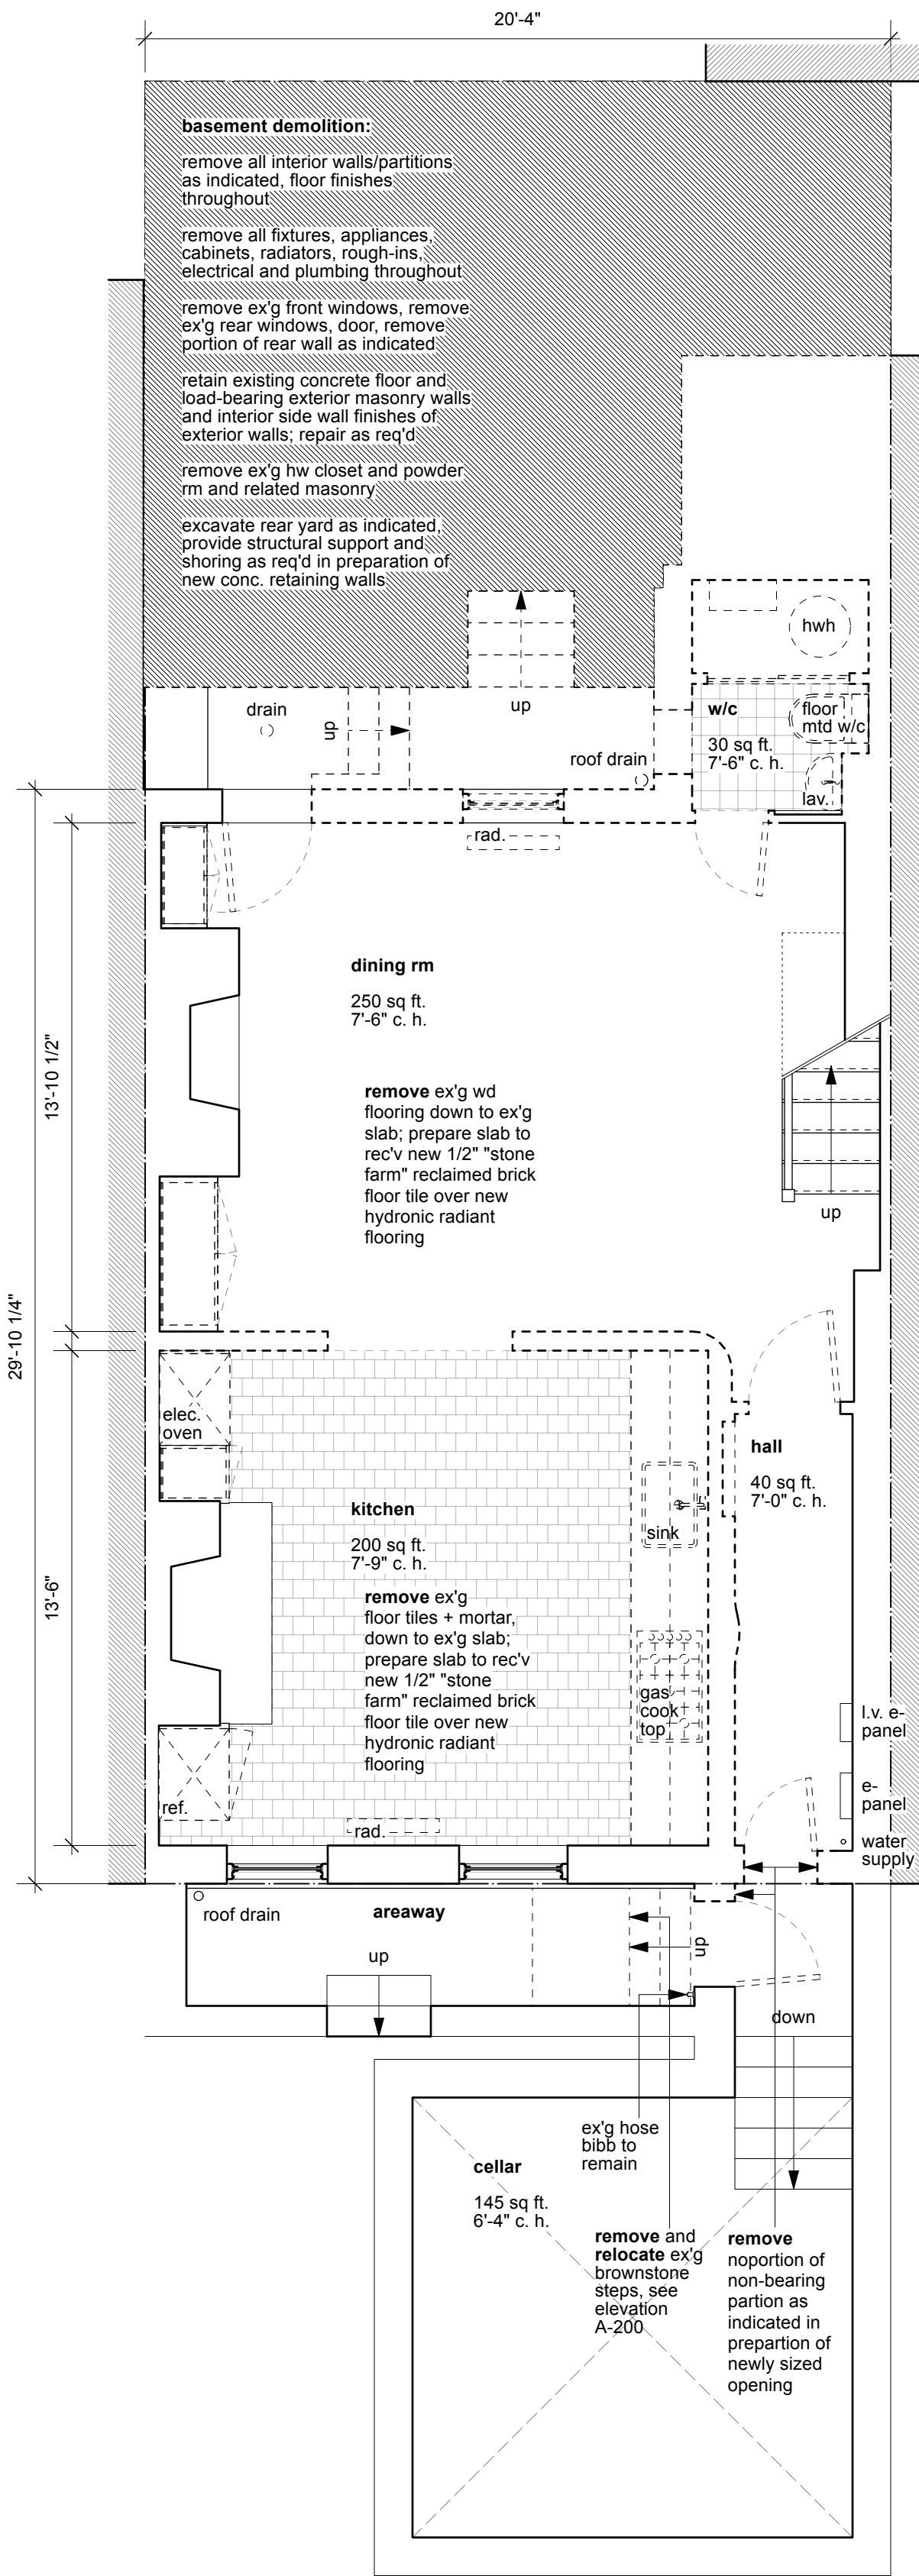 20'-4"
basement demolition:
remove all interior walls/partitions
as indicated, floor finishes
throughout
remove all fixtures, appliances,
cabinets, radiators, rough-ins,
electrical and plumbing throughout
remove ex'g front windows, remove
ex'g rear windows, door, remove
portion of rear wall as indicated
retain existing concrete floor and
load-bearing exterior masonry walls
and interior side wall finishes of
exterior walls; repair as req'd
remove ex'g hw closet and powder
rm and related masonry
excavate rear yard as indicated,
provide structural support and
shoring as req'd in preparation of
new conc. retaining walls
hwh
drain
dn
up
roof drain
w/c
30 sq ft.
7'-6" c. h.
floor
mtd w/c
lav.
rad.
dining rm
250 sq ft.
7'-6" c. h.
13'-10 1/2"
remove ex'g wd
flooring down to ex'g
slab; prepare slab to
rec'v new 1/2" "stone
farm" reclaimed brick
floor tile over new
hydronic radiant
flooring
up
29'-10 1/4"
elec.
oven
hall
40 sq ft.
7'-0" c. h.
sink
kitchen
200 sq ft.
7'-9" c. h.
13'-6"
remove ex'g
floor tiles + mortar,
down to ex'g slab;
prepare slab to rec'v
new 1/2" "stone
farm" reclaimed brick
floor tile over new
hydronic radiant
flooring
gas
cook
top
l.v. e-
panel
e-
panel
ref.
rad.
water
supply
roof drain
areaway
up
dn
down
ex'g hose
bibb to
remain
cellar
145 sq ft.
6'-4" c. h.
remove and
relocate ex'g
brownstone
steps, see
elevation
A-200
remove
noportion of
non-bearing
partion as
indicated in
prepartion of
newly sized
opening